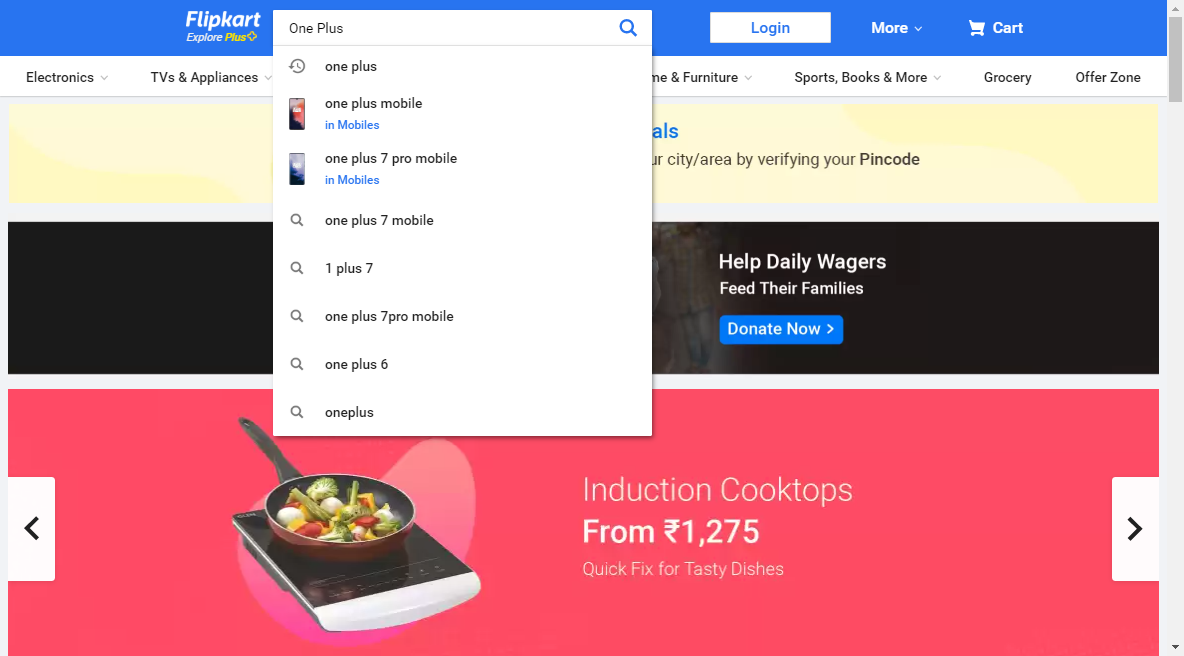 Flipkart
Explore Plus
One Plus
Login
More
Cart
Electronics
TVs & Appliances
me & Furniture
Sports, Books & More
Grocery
Offer Zone
one plus
one plus mobile
in Mobiles
one plus 7 pro mobile
in Mobiles
one plus 7 mobile
1 plus 7
one plus 7pro mobile
one plus 6
oneplus
als
ur city/area by verifying your Pincode
Help Daily Wagers
Feed Their Families
Donate Now >
Induction Cooktops
From ₹1,275
Quick Fix for Tasty Dishes